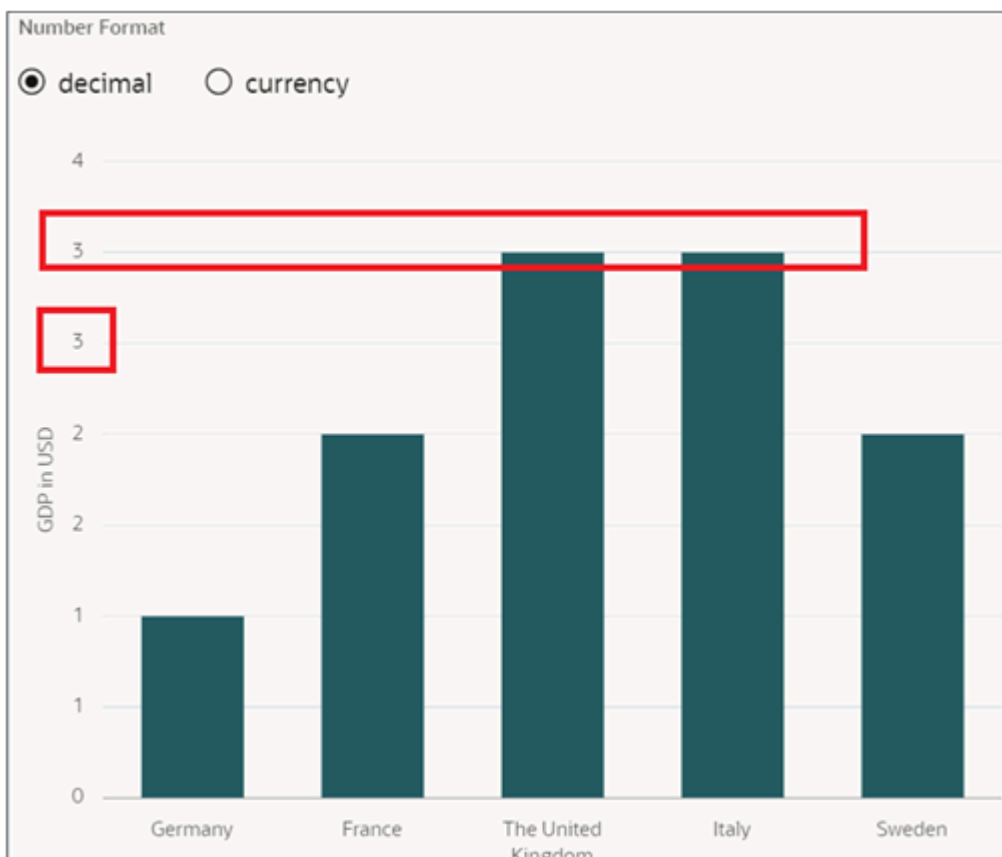 Number Format
decimal currency
4
3
3
GDP in USD
2
2
1
1
0
Germany France The United Kingdom Italy Sweden